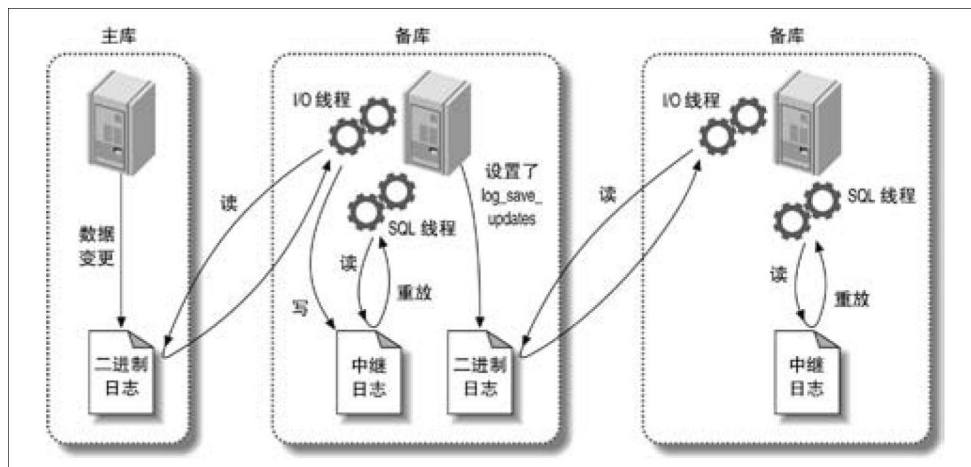 主库
备库
备库
I/O 线程
I/O 线程
设置了
log_save_
updates
读
读
SQL 线程
SQL 线程
数据
变更
读
重放
写
读
重放
二进制
日志
中继
日志
二进制
日志
中继
日志